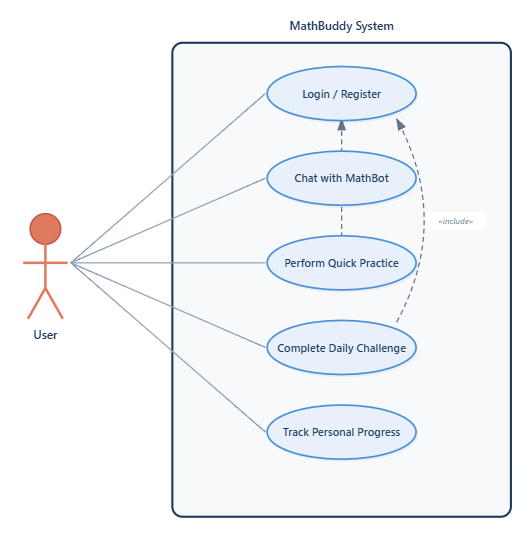 MathBuddy System
Login / Register
Chat with MathBot
«include»
Perform Quick Practice
User
Complete Daily Challenge
Track Personal Progress